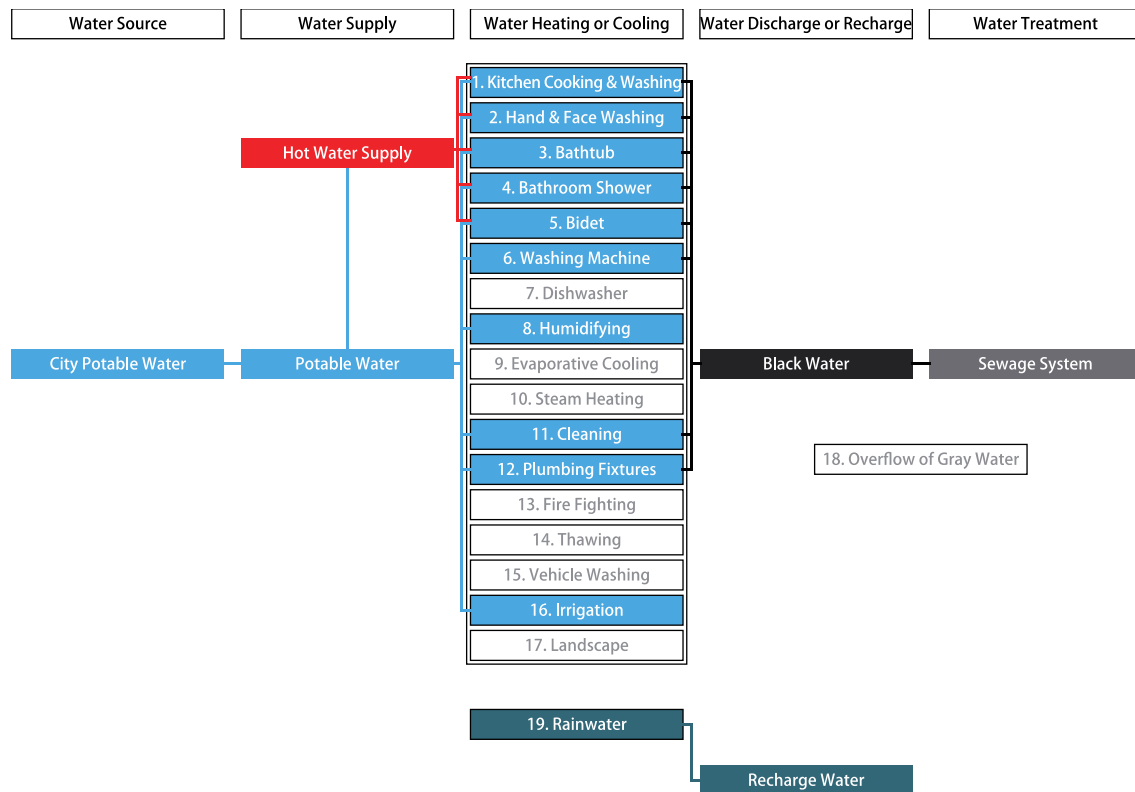 Water Source
Water Supply
Water Heating or Cooling
Water Discharge or Recharge
Water Treatment
1. Kitchen Cooking & Washing
2. Hand & Face Washing
Hot Water Supply
3. Bathtub
4. Bathroom Shower
5. Bidet
6. Washing Machine
7. Dishwasher
8. Humidifying
City Potable Water
Potable Water
9. Evaporative Cooling
Black Water
Sewage System
10. Steam Heating
11. Cleaning
18. Overflow of Gray Water
12. Plumbing Fixtures
13. Fire Fighting
14. Thawing
15. Vehicle Washing
16. Irrigation
17. Landscape
19. Rainwater
Recharge Water